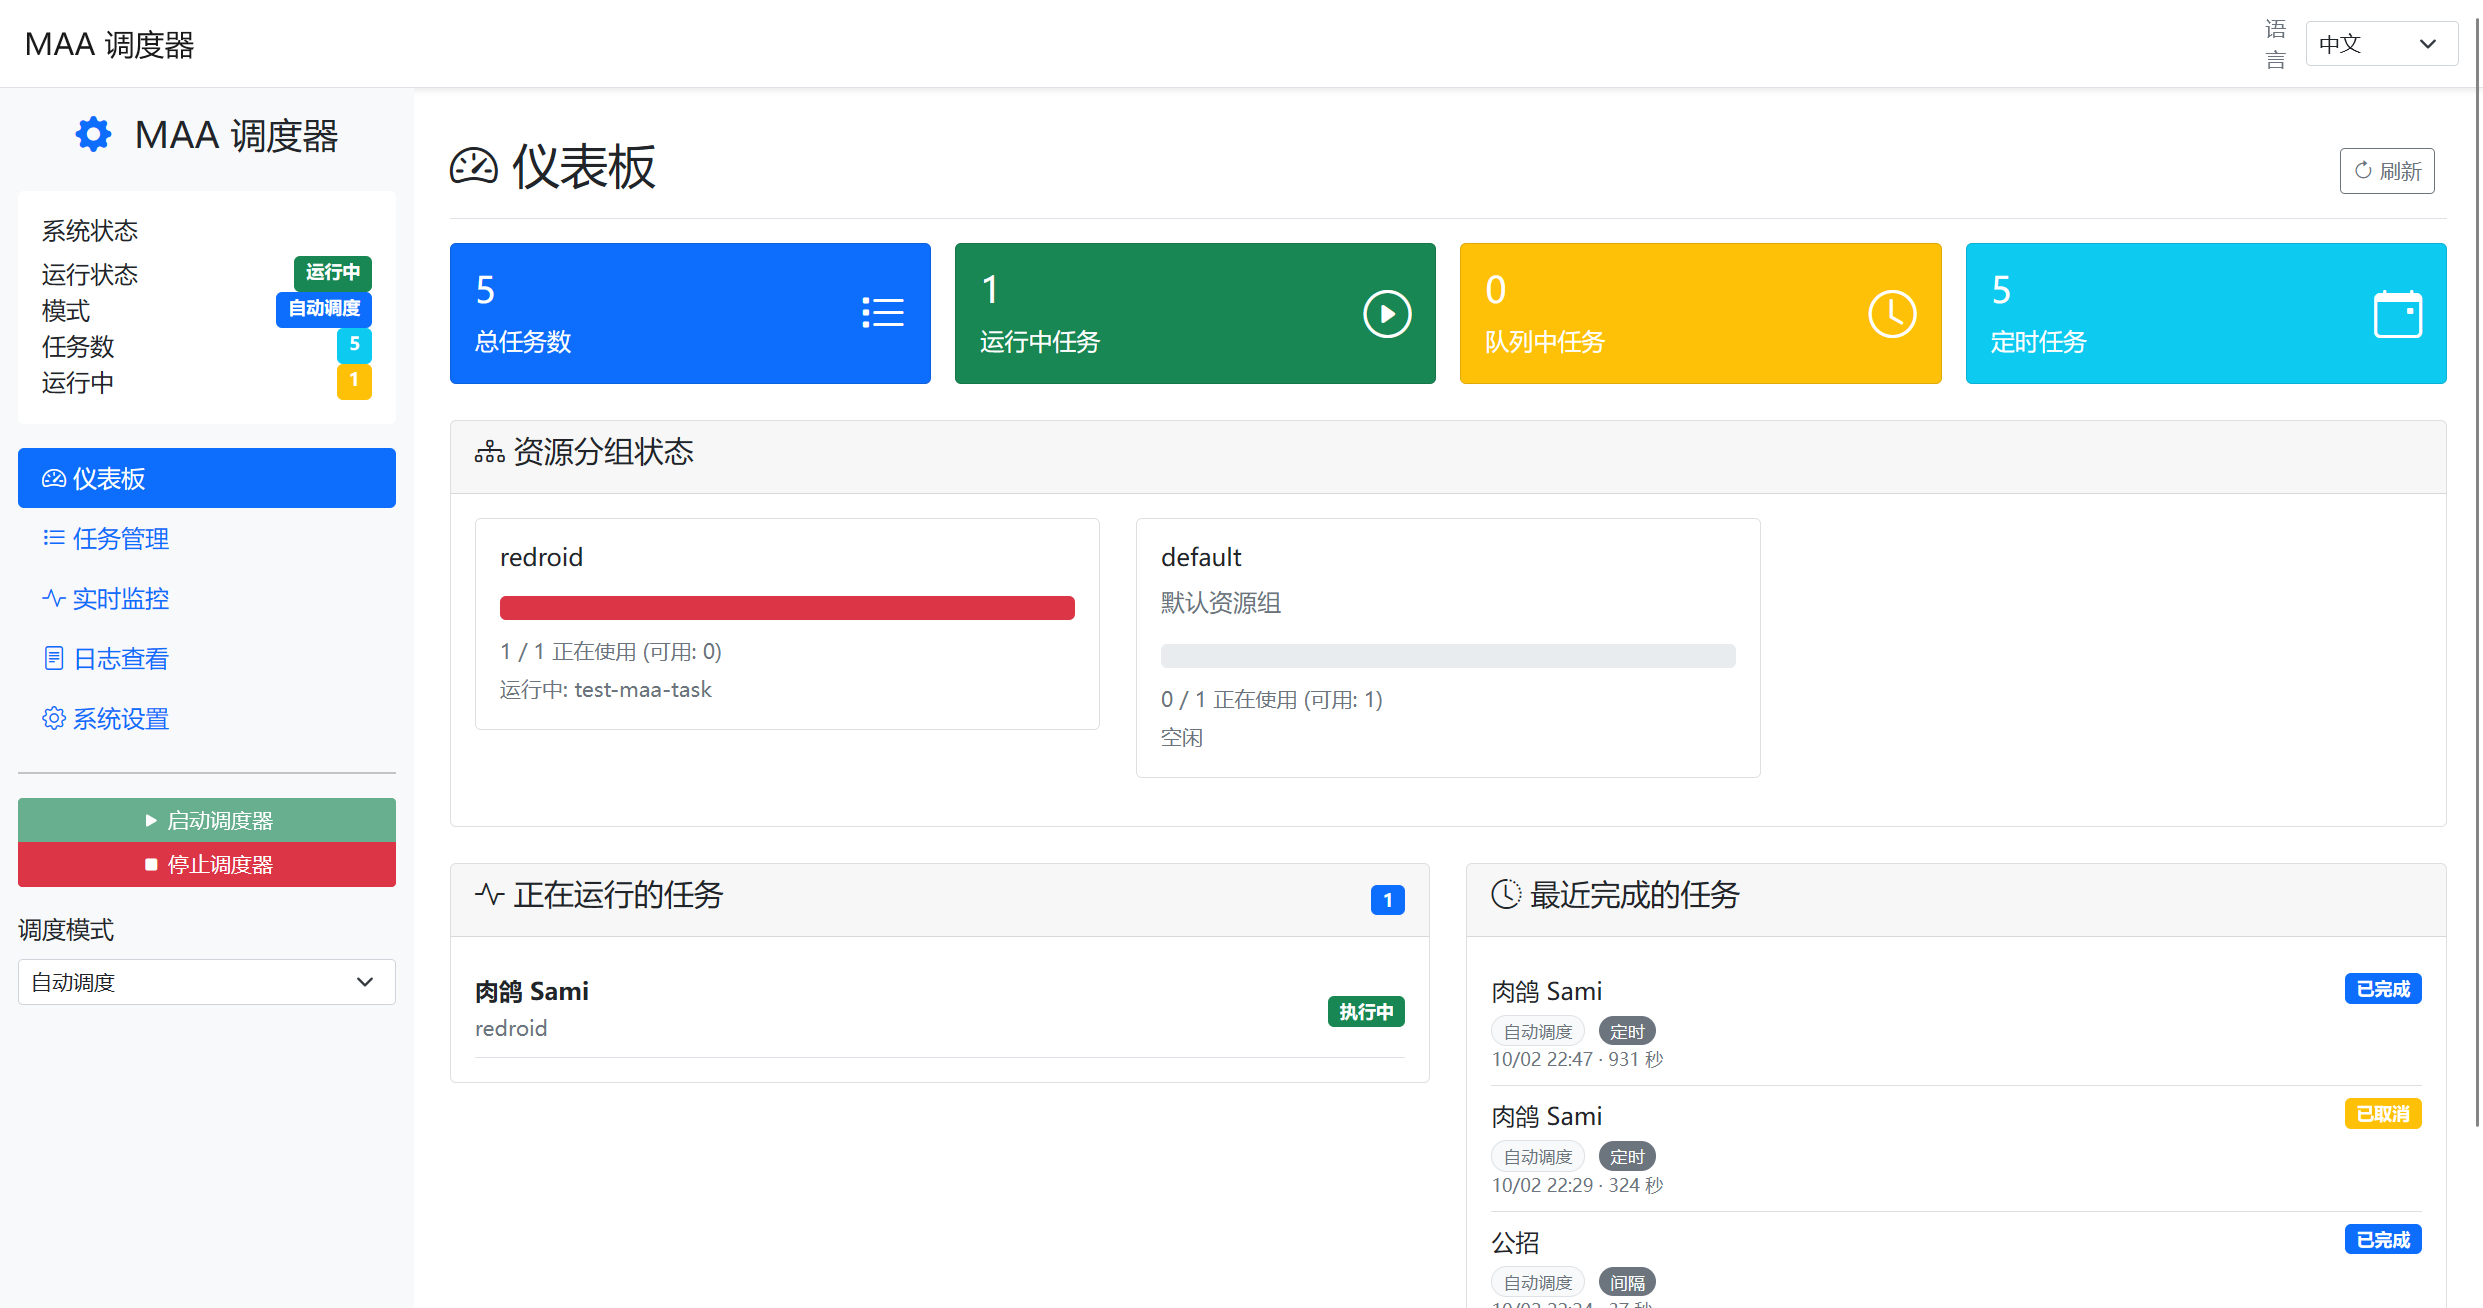 MAA 调度器
语言
中文
MAA 调度器
系统状态
运行状态 运行中
模式 自动调度
任务数 5
运行中 1
仪表板
任务管理
实时监控
日志查看
系统设置
启动调度器
停止调度器
调度模式
自动调度
仪表板
刷新
5
总任务数
1
运行中任务
0
队列中任务
5
定时任务
资源分组状态
redroid
1 / 1 正在使用 (可用: 0)
运行中: test-maa-task
default
默认资源组
0 / 1 正在使用 (可用: 1)
空闲
正在运行的任务 1
肉鸽 Sami
redroid
执行中
最近完成的任务
肉鸽 Sami 已完成
自动调度 定时
10/02 22:47 · 931 秒
肉鸽 Sami 已取消
自动调度 定时
10/02 22:29 · 324 秒
公招 已完成
自动调度 间隔